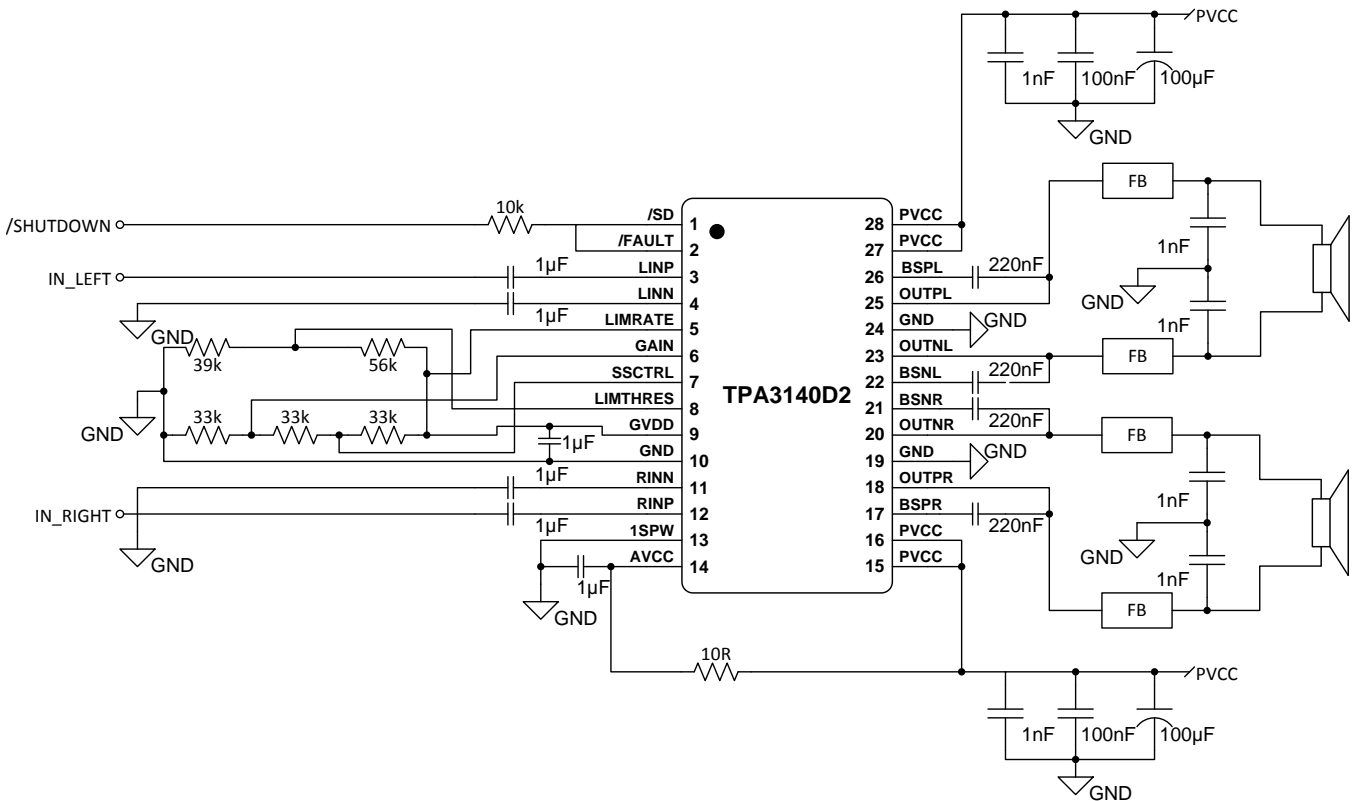 PVCC
1nF
100nF
100µF
GND
/SHUTDOWN
10k
/SD
1
/FAULT
2
IN_LEFT
1µF
LINP
3
LINN
4
GND
1µF
LIMRATE
5
39k
56k
GAIN
6
SSCTRL
7
LIMTHRES
8
GND
33k
33k
33k
GVDD
9
1µF
GND
10
1µF
RINN
11
IN_RIGHT
RINP
12
1µF
GND
1SPW
13
AVCC
14
1µF
GND
TPA3140D2
28
PVCC
27
PVCC
26
BSPL
220nF
25
OUTPL
24
GND
GND
23
OUTNL
22
BSNL
220nF
21
BSNR
220nF
20
OUTNR
19
GND
GND
18
OUTPR
17
BSPR
220nF
16
PVCC
15
PVCC
FB
1nF
GND
1nF
FB
FB
1nF
GND
1nF
FB
10R
PVCC
1nF
100nF
100µF
GND